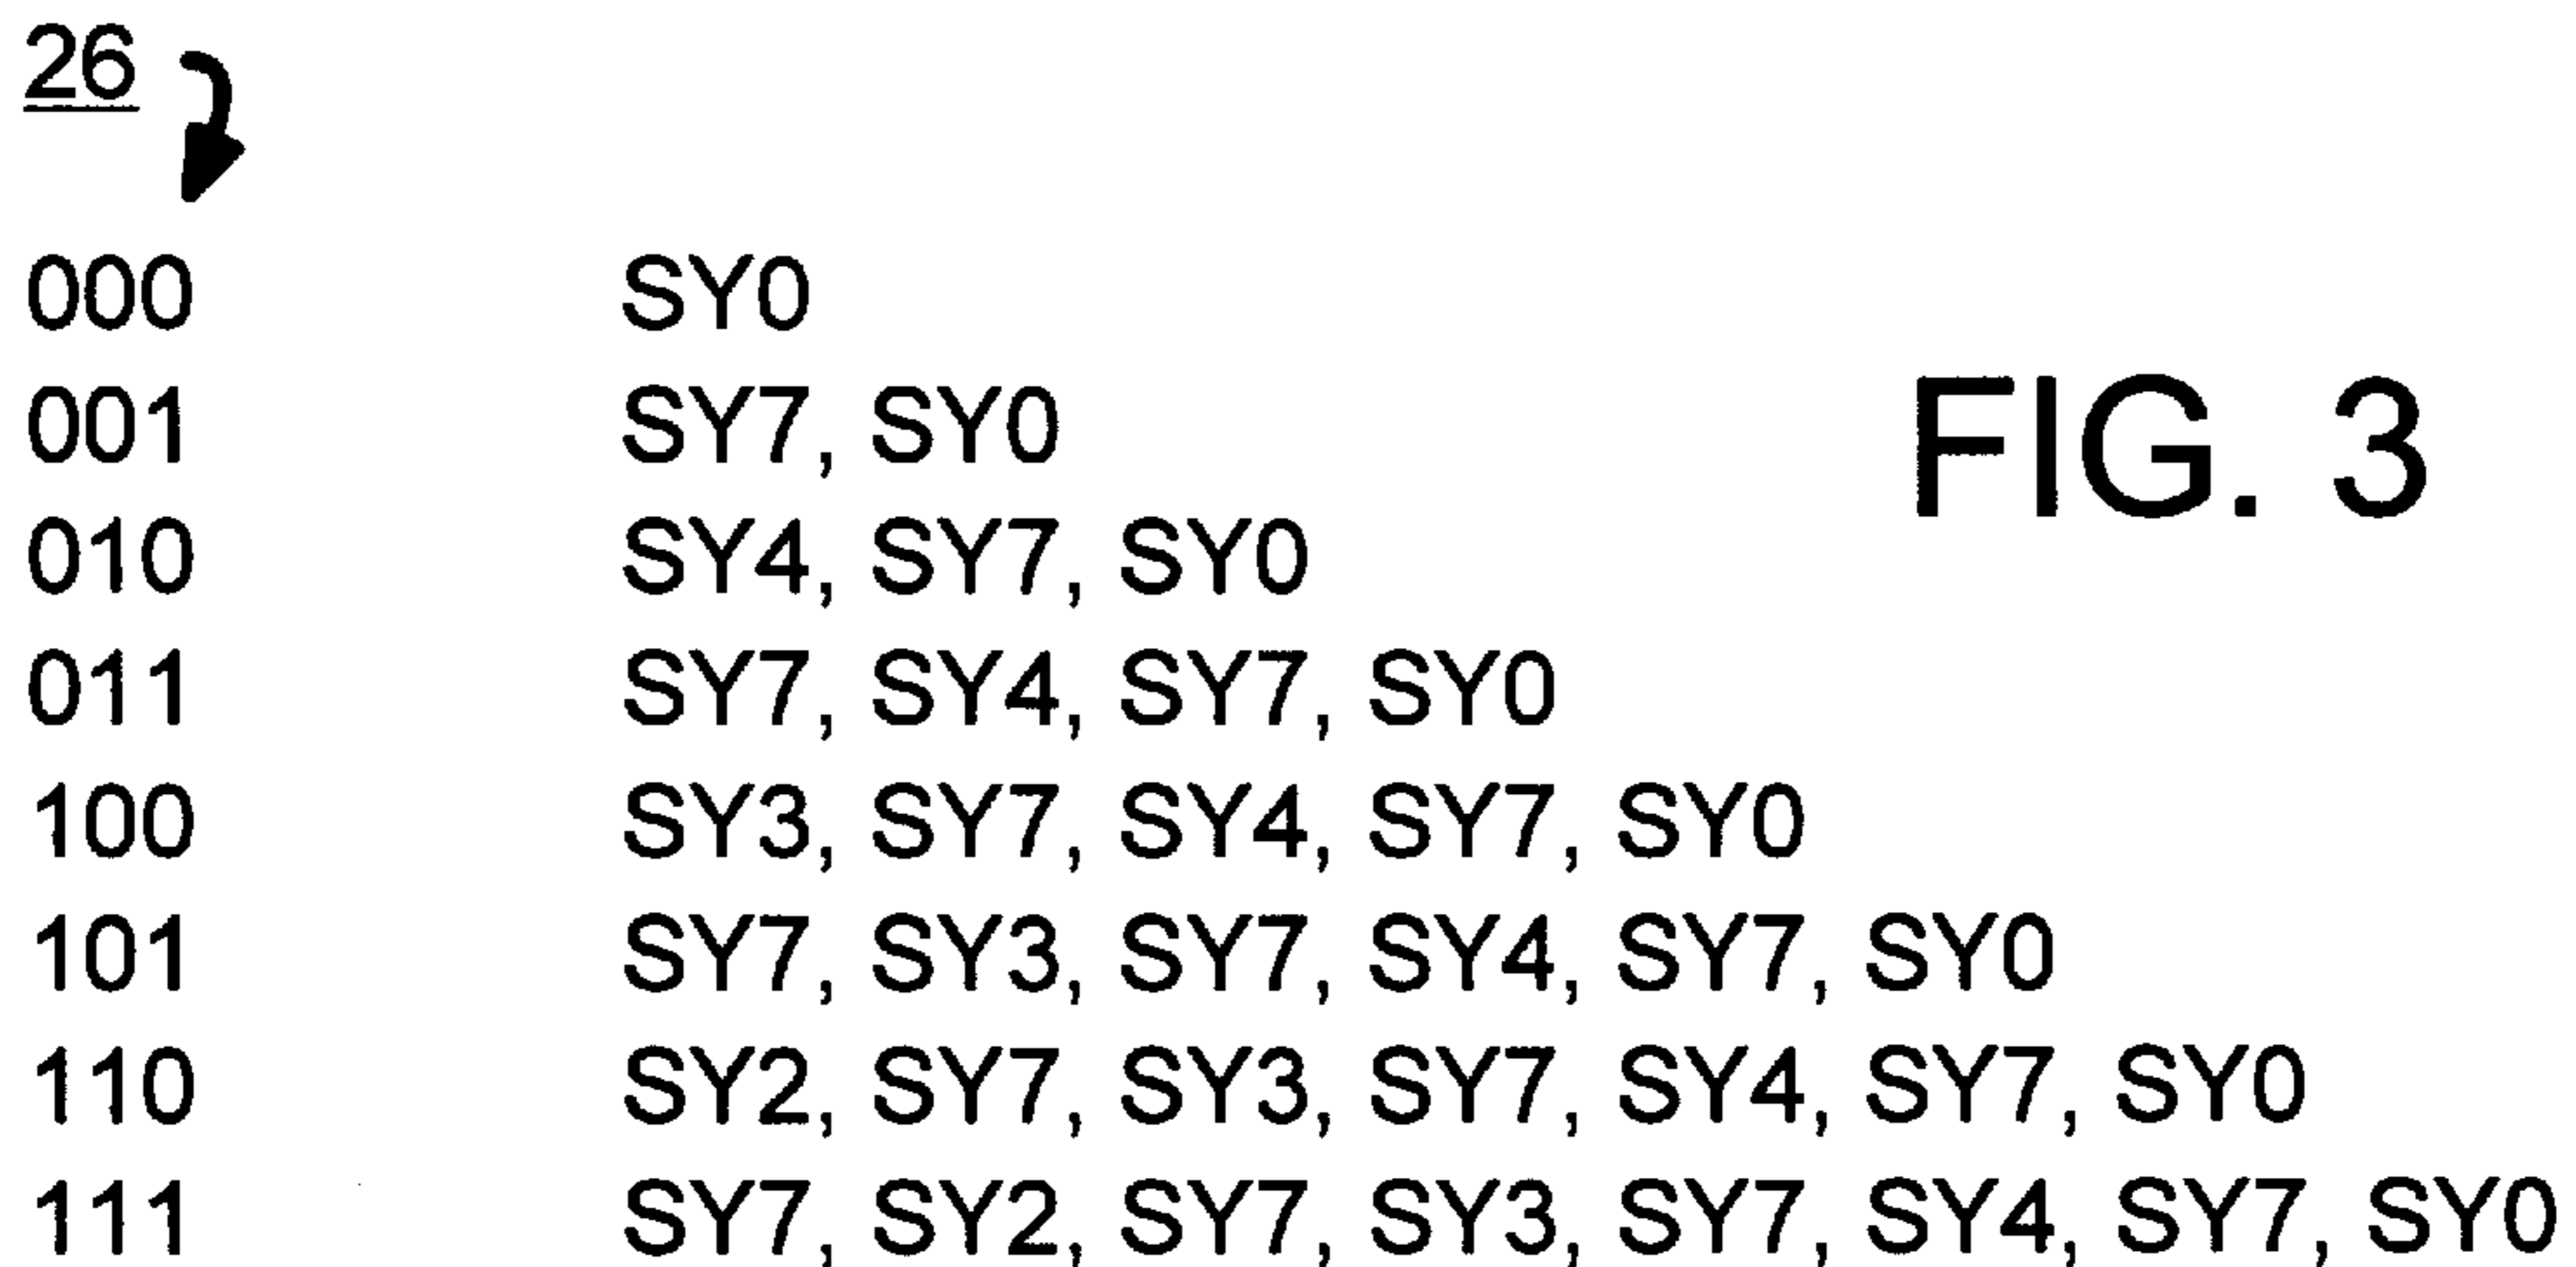 26
000 SY0
001 SY7, SY0
FIG. 3
010 SY4, SY7, SY0
011 SY7, SY4, SY7, SY0
100 SY3, SY7, SY4, SY7, SY0
101 SY7, SY3, SY7, SY4, SY7, SY0
110 SY2, SY7, SY3, SY7, SY4, SY7, SY0
111 SY7, SY2, SY7, SY3, SY7, SY4, SY7, SY0